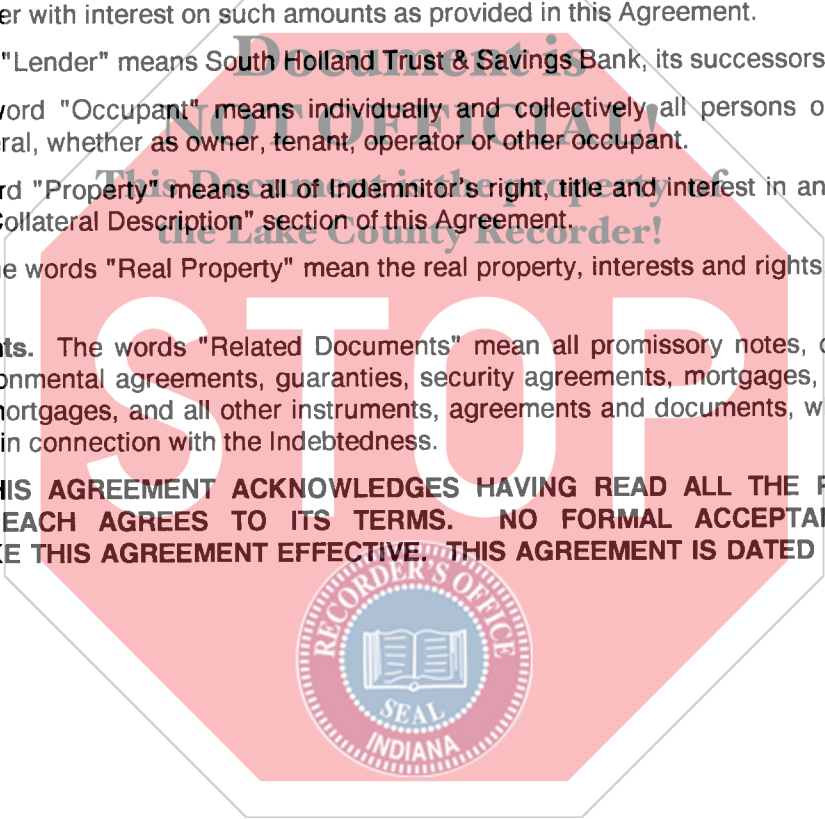 er with interest on such amounts as provided in this Agreement.
Document is
"Lender" means South Holland Trust & Savings Bank, its successors
NOT OFFICIAL!
word "Occupant" means individually and collectively all persons o
ral, whether as owner, tenant, operator or other occupant.
This Document is the property of
rd "Property" means all of Indemnitor's right, title and interest in an
Collateral Description" section of this Agreement.
the Lake County Recorder!
e words "Real Property" mean the real property, interests and rights
STOP
ts. The words "Related Documents" mean all promissory notes, c
onmental agreements, guaranties, security agreements, mortgages,
mortgages, and all other instruments, agreements and documents, w
in connection with the Indebtedness.
HIS AGREEMENT ACKNOWLEDGES HAVING READ ALL THE P
EACH AGREES TO ITS TERMS. NO FORMAL ACCEPTA
KE THIS AGREEMENT EFFECTIVE. THIS AGREEMENT IS DATED
RECORDER'S OFFICE
SEAL
INDIANA